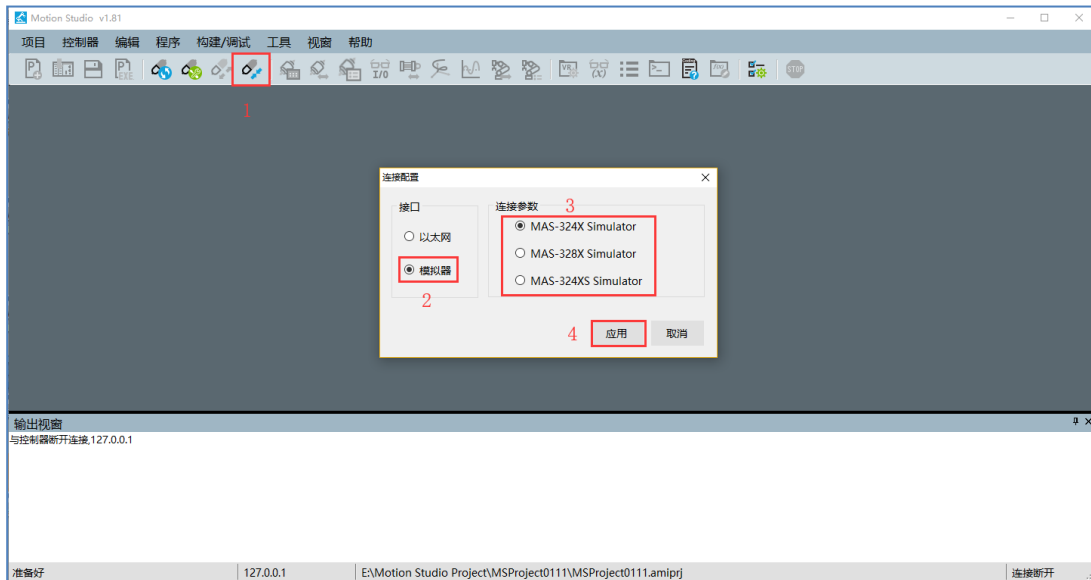 Motion Studio v1.81
项目 控制器 编辑 程序 构建/调试 工具 视窗 帮助
1
连接配置
接口
连接参数 3
以太网
模拟器
2
MAS-324X Simulator
MAS-328X Simulator
MAS-324XS Simulator
4 应用 取消
输出视窗
与控制器断开连接,127.0.0.1
准备好 127.0.0.1 E:\Motion Studio Project\MSProject0111\MSProject0111.amiprj 连接断开